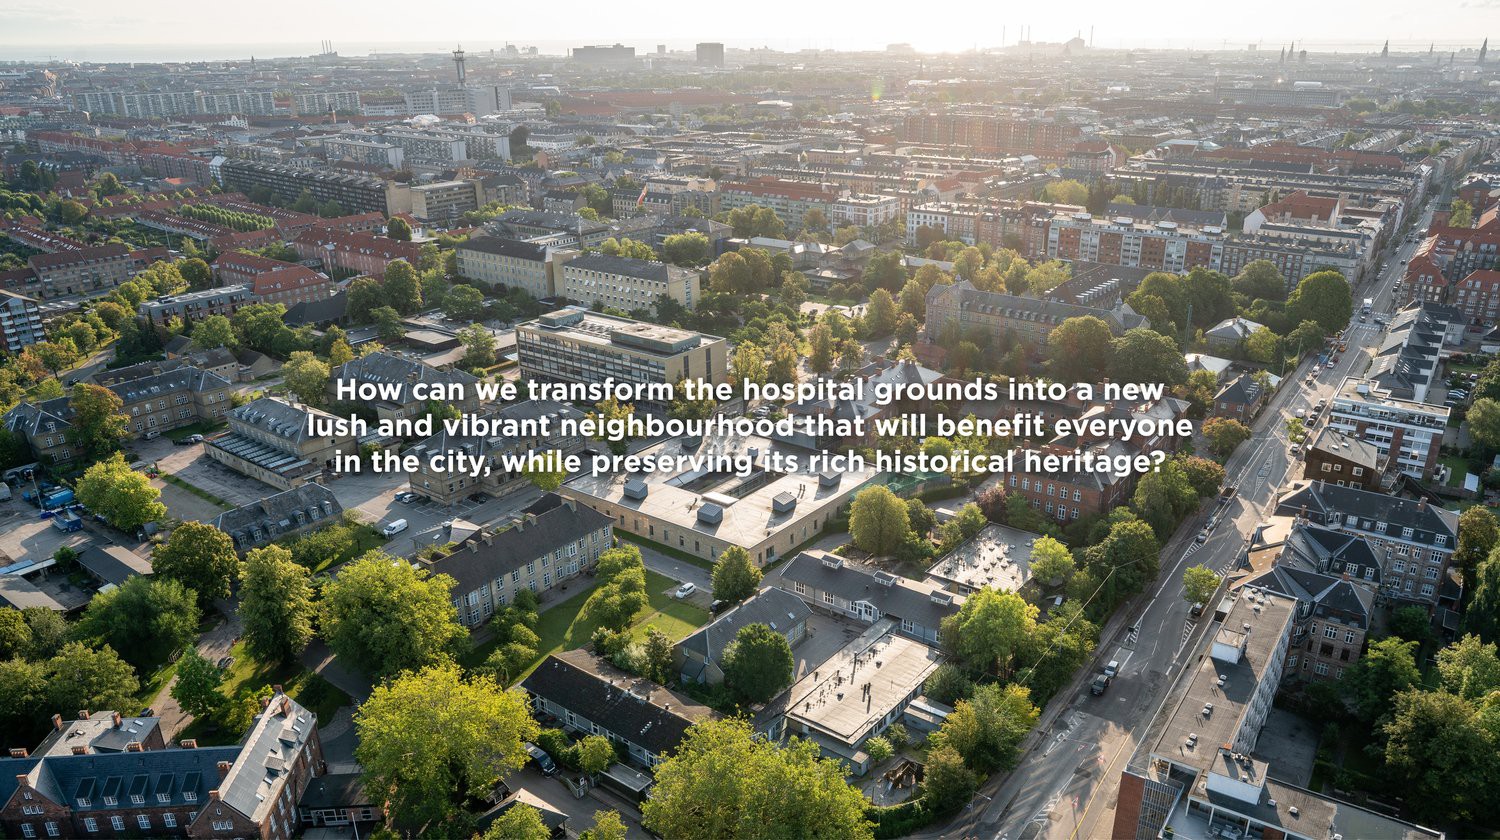 How can we transform the hospital grounds into a new
lush and vibrant neighbourhood that will benefit everyone
in the city, while preserving its rich historical heritage?